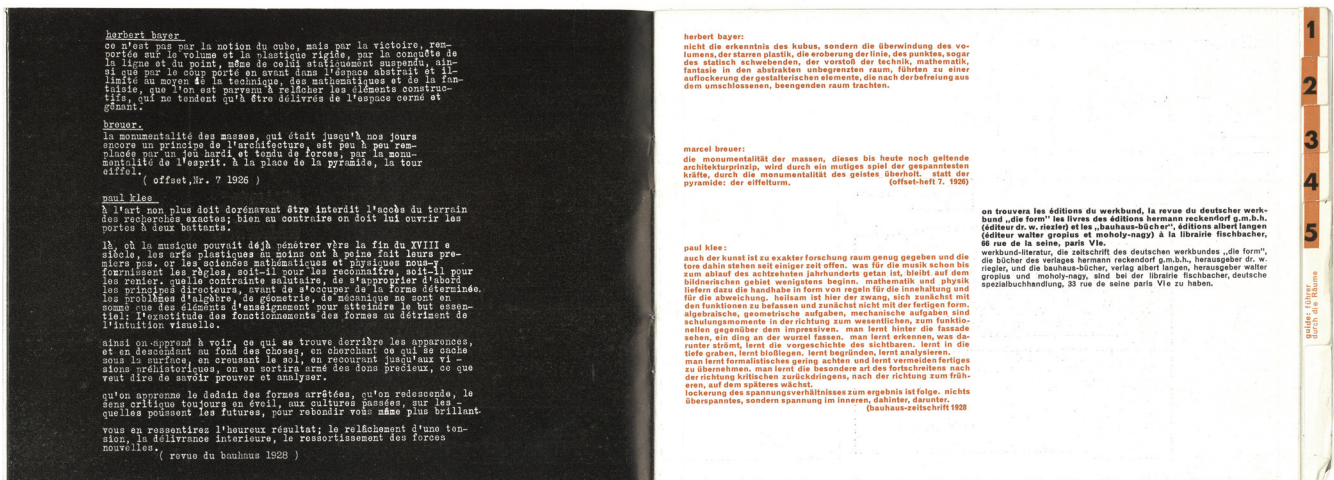 herbert bayer
ce n'est pas par la notion du cube, mais par la victoire, rem-
portée sur le volume et la plastique rigide, par la conquête de
la ligne et du point, même de celui statiquement suspendu, ain-
si que par le coup porté en avant dans l'éspace abstrait et il-
limité au moyen de la technique, des mathématiques et de la fan-
taisie, que l'on est parvenu à relâcher les éléments construc-
tifs, qui ne tendent qu'à être délivrés de l'espace cerné et
gênant.
breuer.
la monumentalité des masses, qui était jusqu'à nos jours
encore un principe de l'architecture, est peu à peu rem-
placée par un jeu hardi et tendu de forces, par la monu-
mentalité de l'esprit. à la place de la pyramide, la tour
eiffel.
( offset,Nr. 7 1926 )
paul klee
à l'art non plus doit dorénavant être interdit l'accès du terrain
des recherches exactes; bien au contraire on doit lui ouvrir les
portes à deux battants.
là, où la musique pouvait déjà pénétrer vèrs la fin du XVIII e
siècle, les arts plastiques au moins ont à peine fait leurs pre-
miers pas. or les sciences mathématiques et physiques nous-y
fournissent les règles, soit-il pour les reconnaître, soit-il pour
les renier. quelle contrainte salutaire, de s'approprier d'abord
les principes directeurs, avant de s'occuper de la forme déterminée.
les problèmes d'algèbre, de géometrie, de mécanique ne sont en
somme que des éléments d'enseignement pour atteindre le but essen-
tiel: l'exactitude des fonctionnements des formes au détriment de
l'intuition visuelle.
ainsi on apprend à voir, ce qui se trouve derrière les apparences,
et en descendant au fond des choses, en cherchant ce qui se cache
sous la surface, en creusant le sol, en recourant jusqu'aux vi -
sions préhistoriques, on en sortira armé des dons precieux, ce que
veut dire de savoir prouver et analyser.
qu'on apprenne le dedain des formes arrêtées, qu'on redescende, le
sens critique toujours en éveil, aux cultures passées, sur les -
quelles poussent les futures, pour rebondir vous même plus brillant.
vous en ressentirez l'heureux résultat; le relâchement d'une ten-
sion, la délivrance interieure, le ressortissement des forces
nouvelles.
( revue du bauhaus 1928 )
herbert bayer:
nicht die erkenntnis des kubus, sondern die überwindung des vo-
lumens, der starren plastik, die eroberung der linie, des punktes, sogar
des statisch schwebenden, der vorstoß der technik, mathematik,
fantasie in den abstrakten unbegrenzten raum, führten zu einer
auflockerung der gestalterischen elemente, die nach der befreiung aus
dem umschlossenen, beengenden raum trachten.
marcel breuer:
die monumentalität der massen, dieses bis heute noch geltende
architekturprinzip, wird durch ein mutiges spiel der gespanntesten
kräfte, durch die monumentalität des geistes überholt. statt der
pyramide: der eiffelturm. (offset-heft 7. 1926)
paul klee:
auch der kunst ist zu exakter forschung raum genug gegeben und die
tore dahin stehen seit einiger zeit offen. was für die musik schon bis
zum ablauf des achtzehnten jahrhunderts getan ist, bleibt auf dem
bildnerischen gebiet wenigstens beginn. mathematik und physik
liefern dazu die handhabe in form von regeln für die innehaltung und
für die abweichung. heilsam ist hier der zwang, sich zunächst mit
den funktionen zu befassen und zunächst nicht mit der fertigen form.
algebraische, geometrische aufgaben, mechanische aufgaben sind
schulungsmomente in der richtung zum wesentlichen, zum funktio-
nellen gegenüber dem impressiven. man lernt hinter die fassade
sehen, ein ding an der wurzel fassen. man lernt erkennen, was da-
runter strömt, lernt die vorgeschichte des sichtbaren. lernt in die
tiefe graben, lernt bloßlegen. lernt begründen, lernt analysieren.
man lernt formalistisches gering achten und lernt vermeiden fertiges
zu übernehmen. man lernt die besondere art des fortschreitens nach
der richtung kritischen zurückdringens, nach der richtung zum früh-
eren, auf dem späteres wächst.
lockerung des spannungsverhältnisses zum ergebnis ist folge. nichts
überspanntes, sondern spannung im inneren, dahinter, darunter.
(bauhaus-zeitschrift 1928
on trouvera les éditions du werkbund, la revue du deutscher werk-
bund „die form" les livres des éditions hermann reckendorf g.m.b.h.
(éditeur dr. w. riezler) et les „bauhaus-bücher", éditions albert langen
(éditeur walter gropius et moholy-nagy) à la librairie fischbacher,
66 rue de la seine, paris VIe.
werkbund-literatur, die zeitschrift des deutschen werkbundes „die form",
die bücher des verlages hermann reckendorf g.m.b.h., herausgeber dr. w.
riegler, und die bauhaus-bücher, verlag albert langen, herausgeber walter
gropius und moholy-nagy, sind bei der librairie fischbacher, deutsche
spezialbuchhandlung, 33 rue de seine paris VIe zu haben.
1
2
3
4
5
guide: führer
durch die Räume